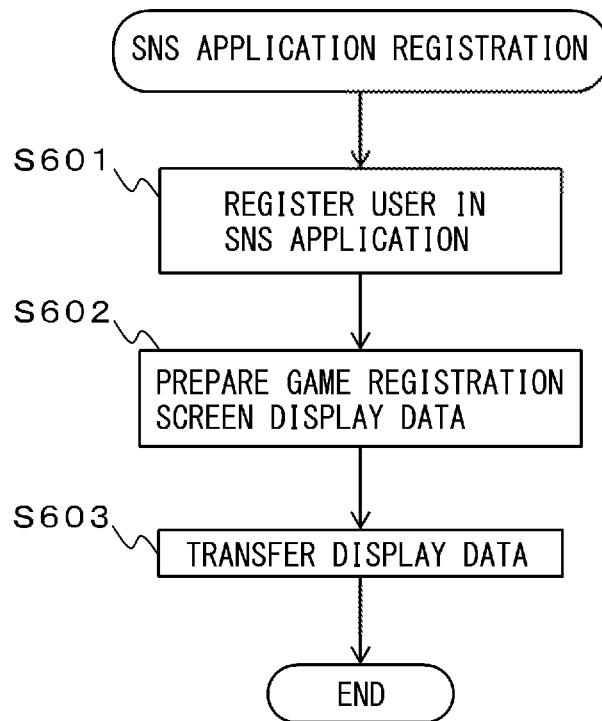 SNS APPLICATION REGISTRATION
S601
REGISTER USER IN
SNS APPLICATION
S602
PREPARE GAME REGISTRATION
SCREEN DISPLAY DATA
S603
TRANSFER DISPLAY DATA
END